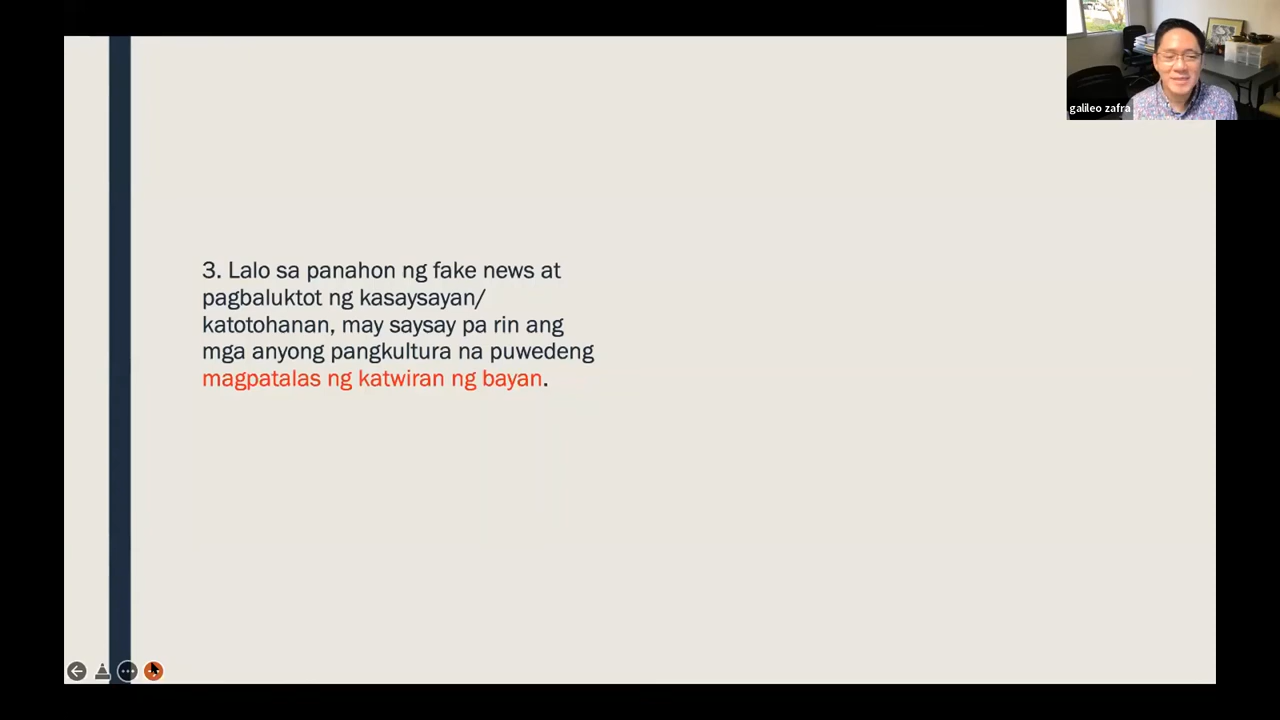 galileo zafra
3. Lalo sa panahon ng fake news at
pagbaluktot ng kasaysayan/
katotohanan, may saysay pa rin ang
mga anyong pangkultura na puwedeng
magpatalas ng katwiran ng bayan.